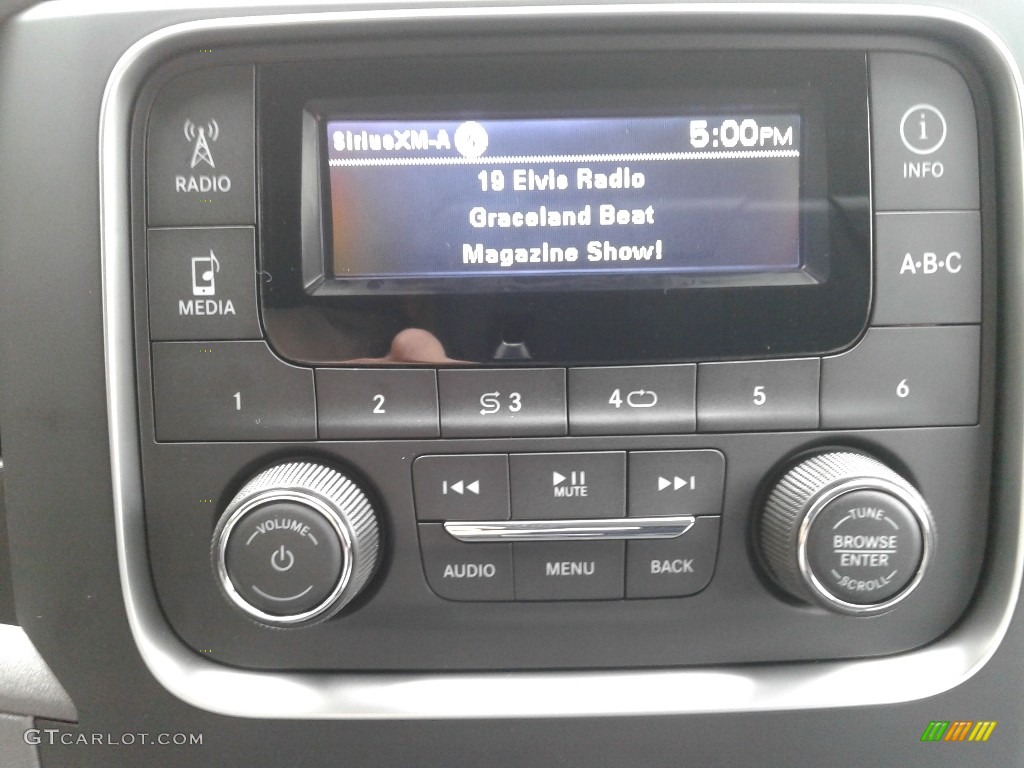 SiriusXM-A 5:00PM
19 Elvis Radio
Graceland Beat
Magazine Show!
RADIO
MEDIA
i
INFO
A·B·C
1 2 3 4 5 6
MUTE
AUDIO MENU BACK
VOLUME
TUNE
BROWSE
ENTER
SCROLL
GTCARLOT.COM